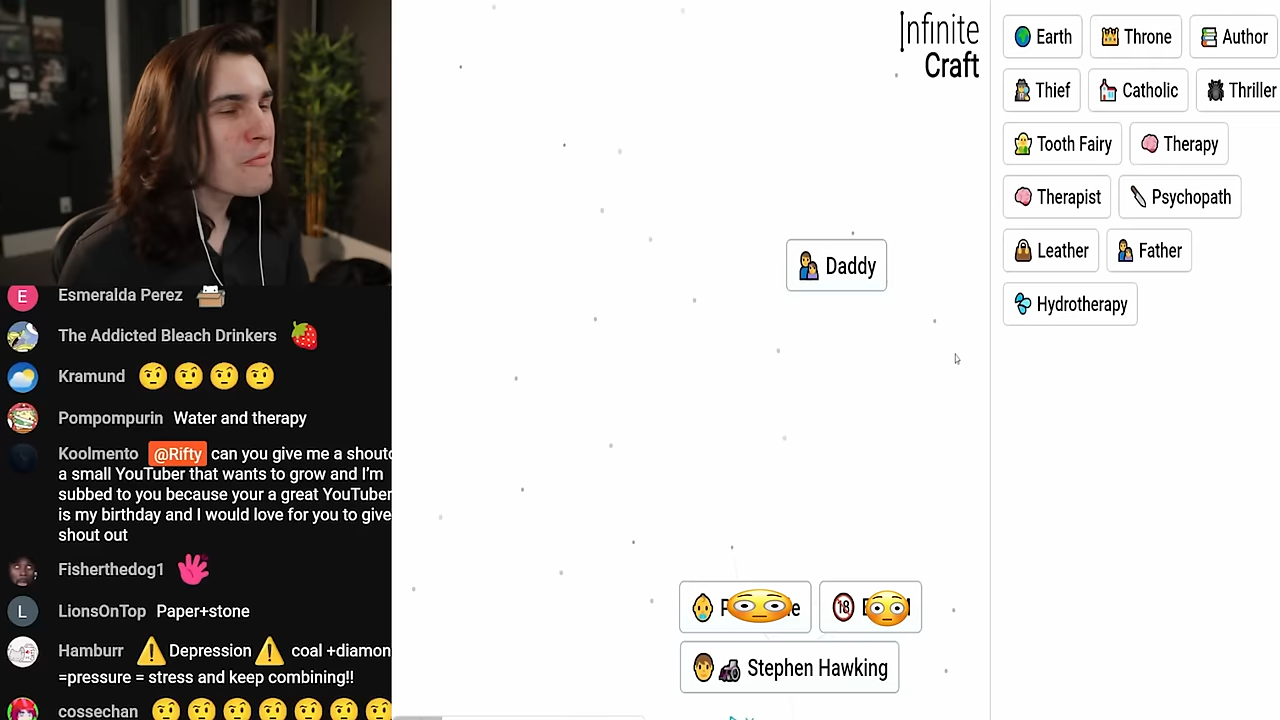 Infinite
Craft
Earth
Throne
Author
Thief
Catholic
Thriller
Tooth Fairy
Therapy
Therapist
Psychopath
Leather
Father
Hydrotherapy
Daddy
Stephen Hawking
18
E Esmeralda Perez
The Addicted Bleach Drinkers
Kramund
Pompompurin Water and therapy
Koolmento @Rifty can you give me a shouto
a small YouTuber that wants to grow and I'm
subbed to you because your a great YouTuber
is my birthday and I would love for you to give
shout out
Fisherthedog1
L LionsOnTop Paper+stone
Hamburr Depression coal +diamon
=pressure = stress and keep combining!!
cossechan